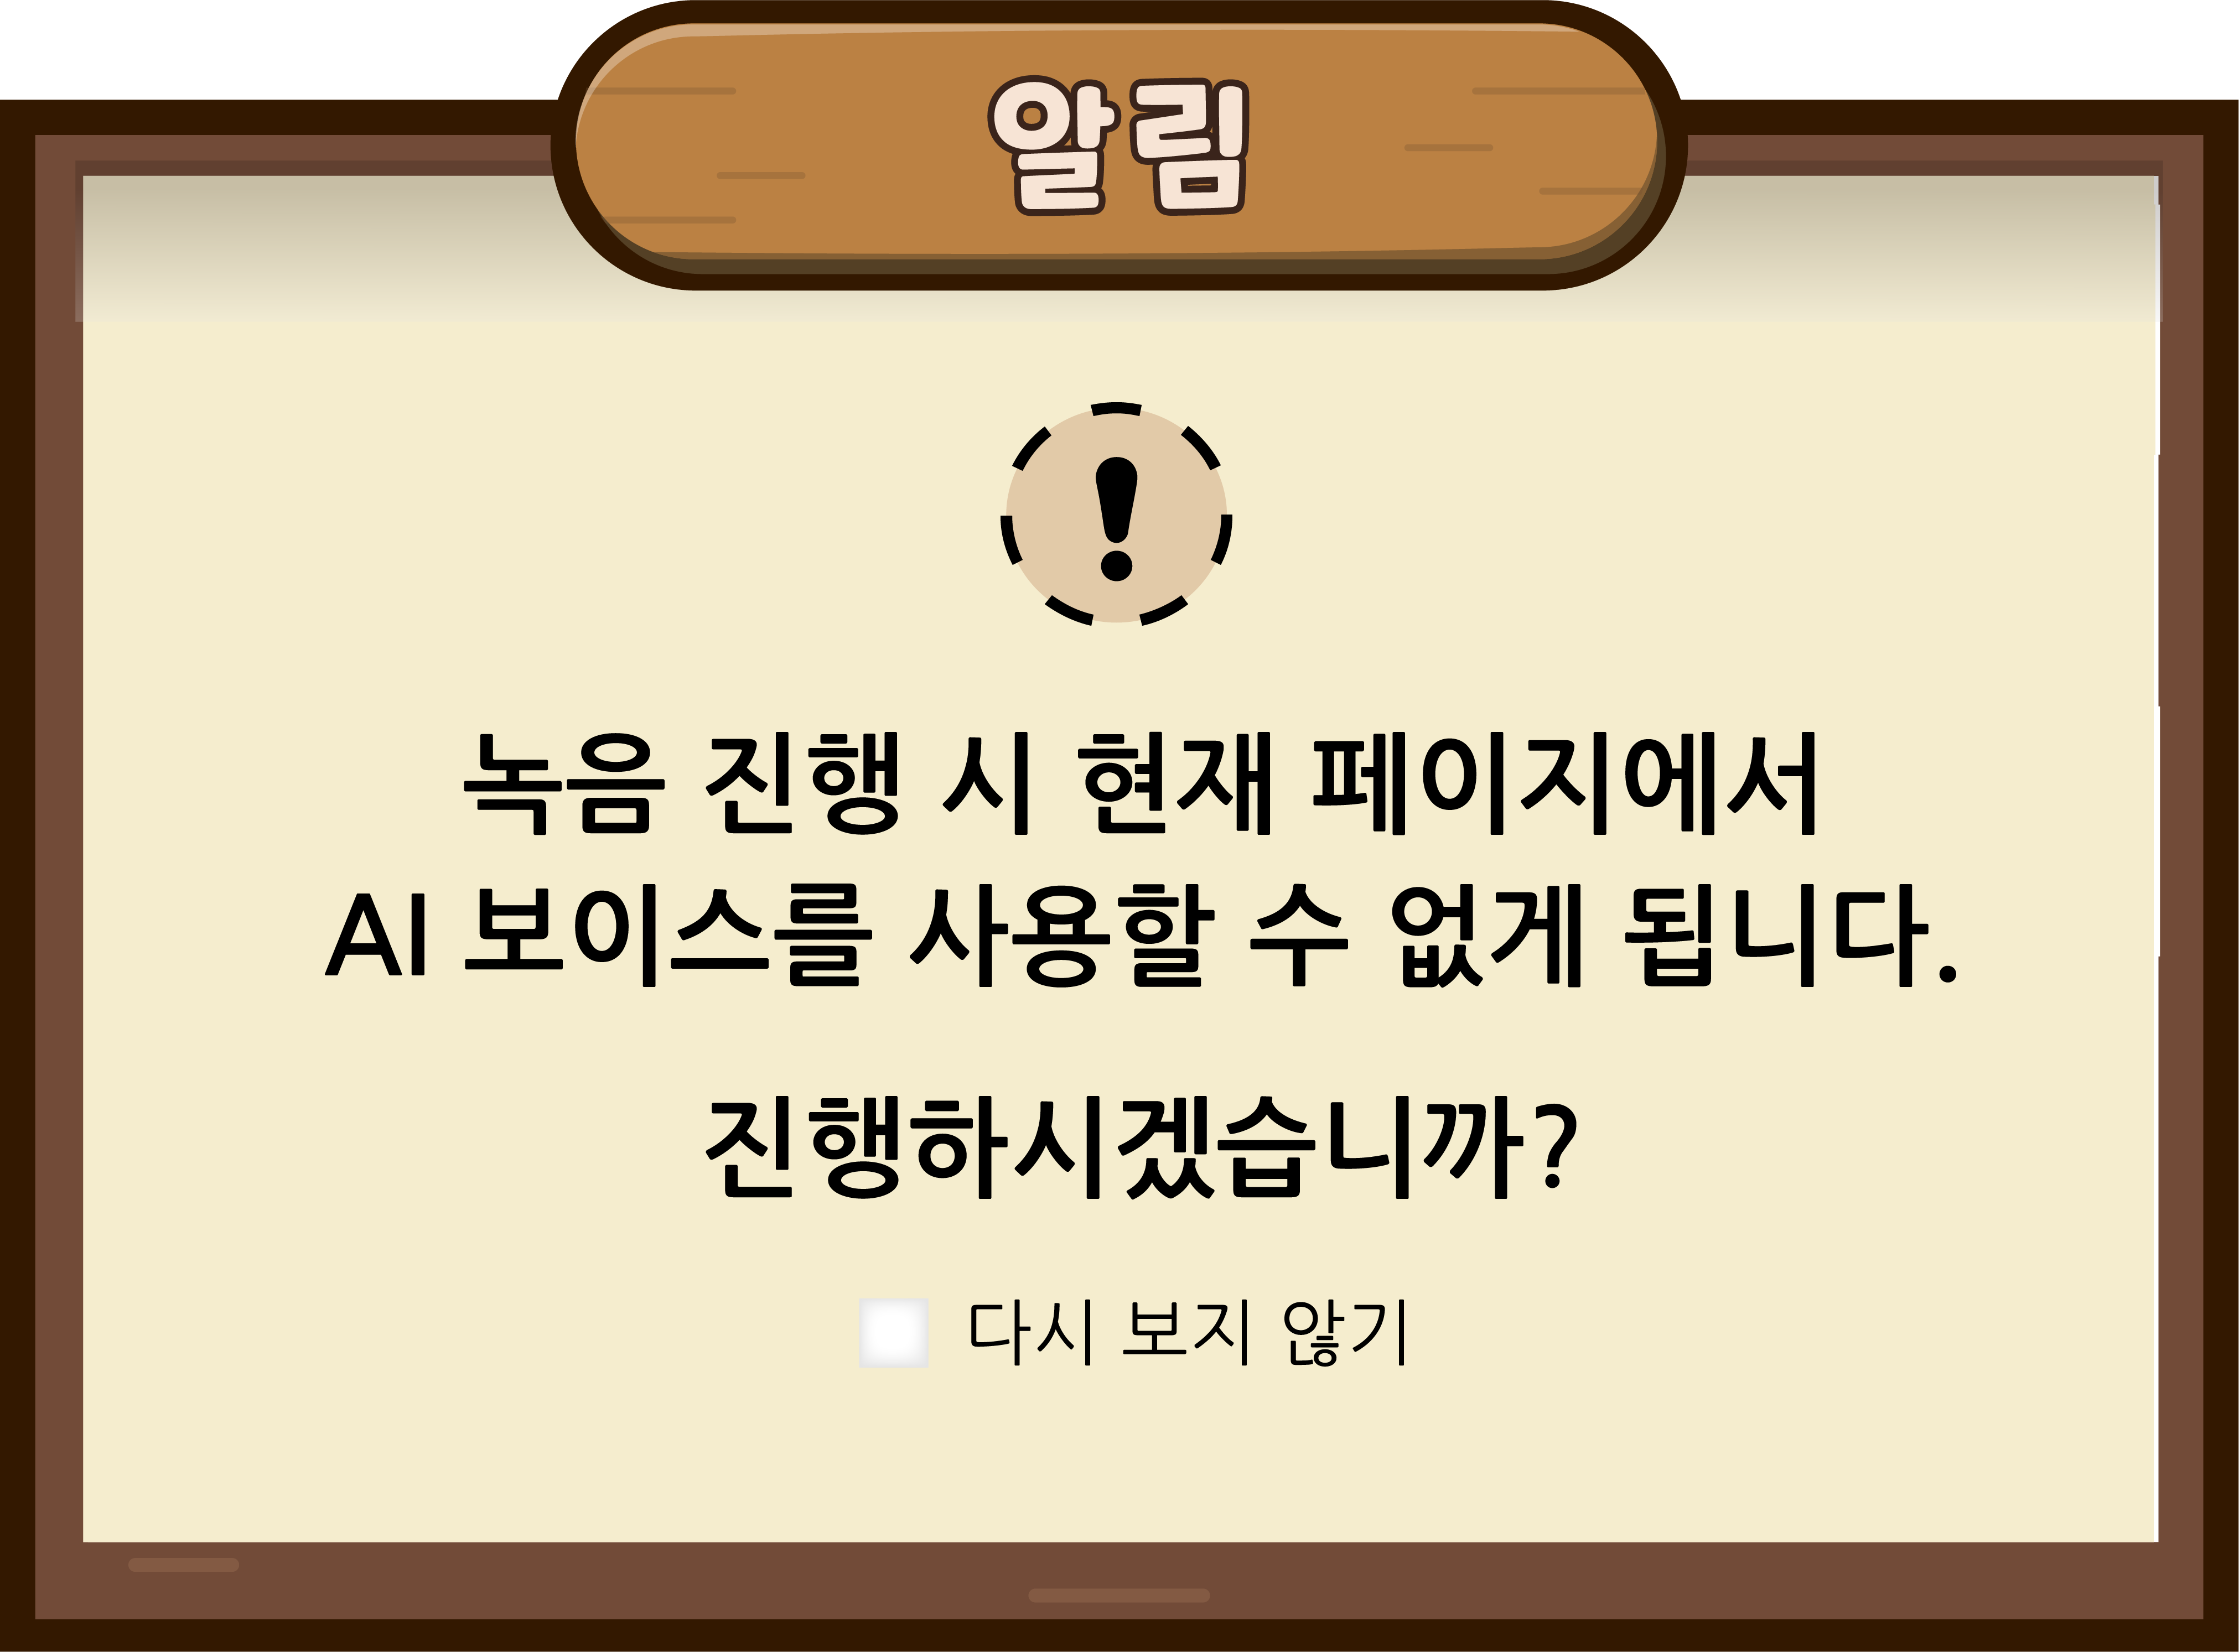 알림
!
녹음 진행 시 현재 페이지에서
AI 보이스를 사용할 수 없게 됩니다.
진행하시겠습니까?
다시 보지 않기